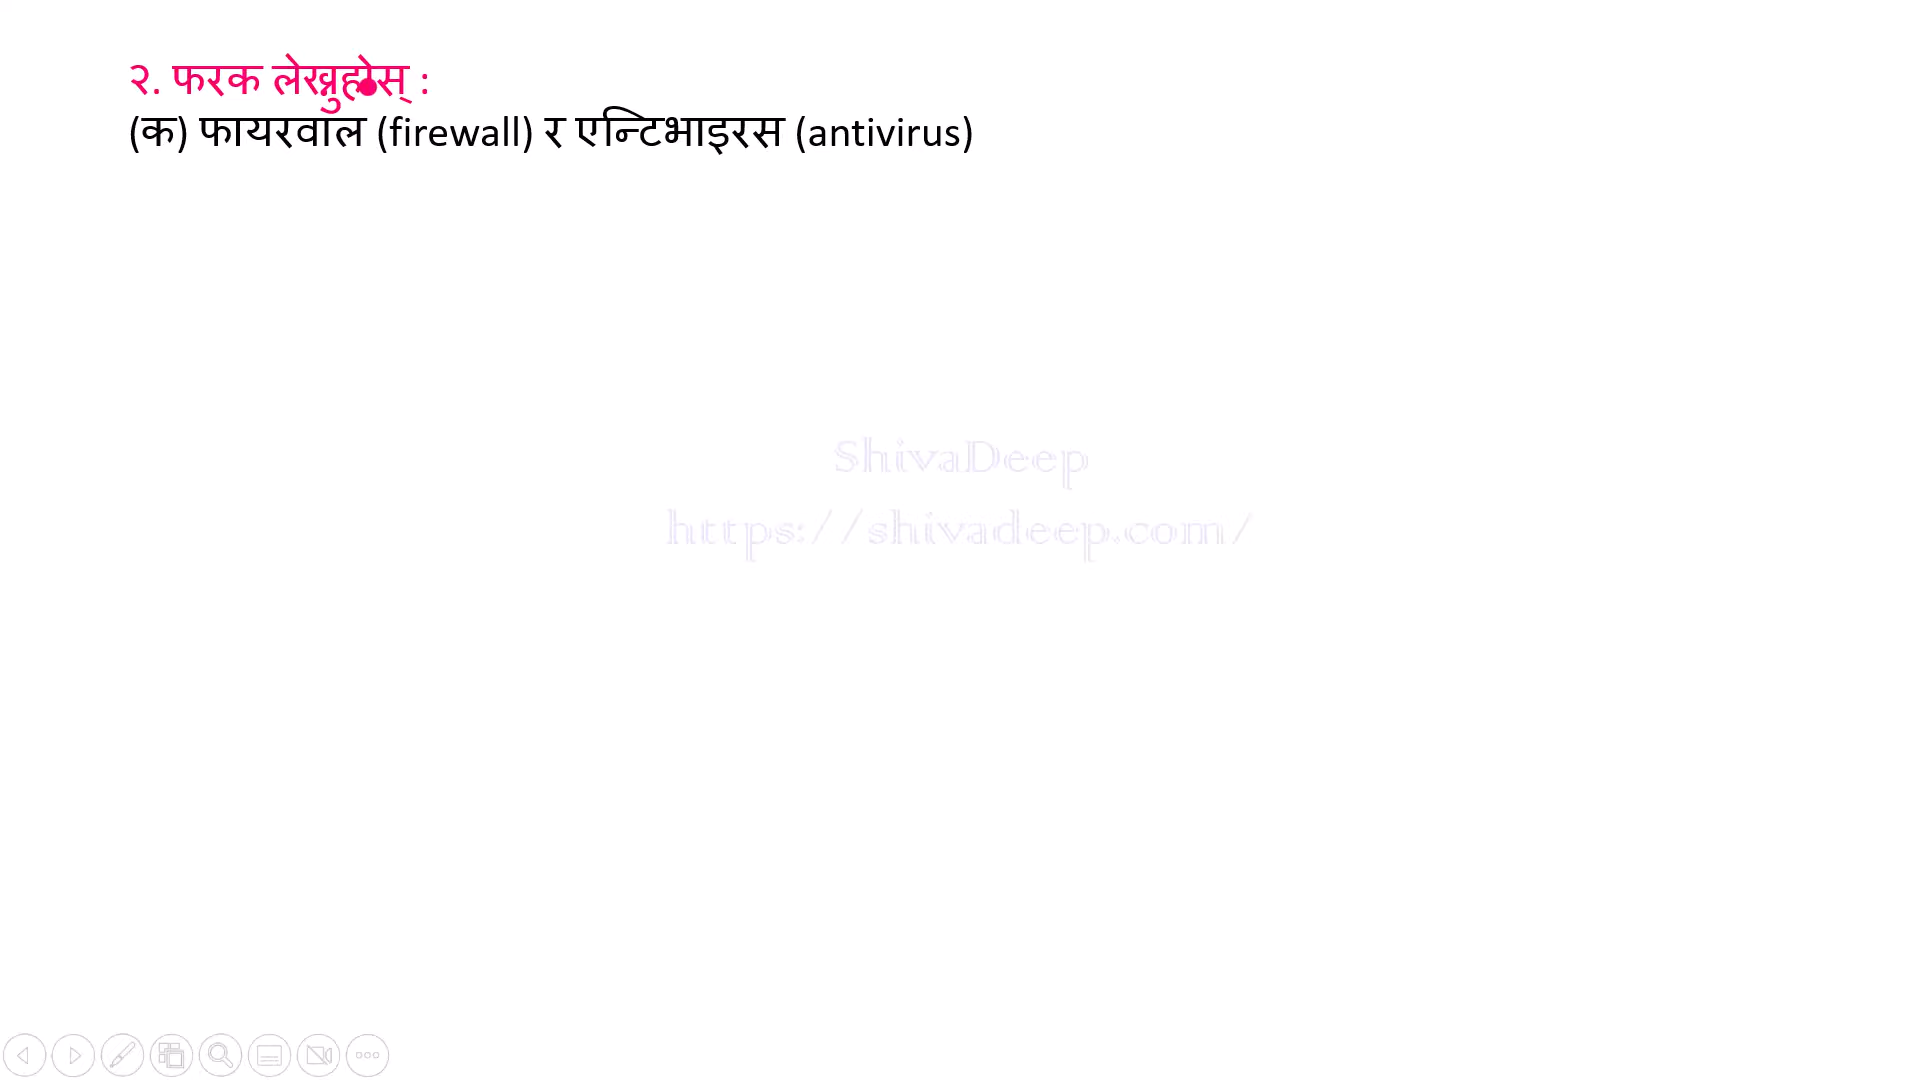 २. फरक लेख्नुहोस् :
(क) फायरवाल (firewall) र एन्टिभाइरस (antivirus)
ShivaDeep
https://shivadeep.com/